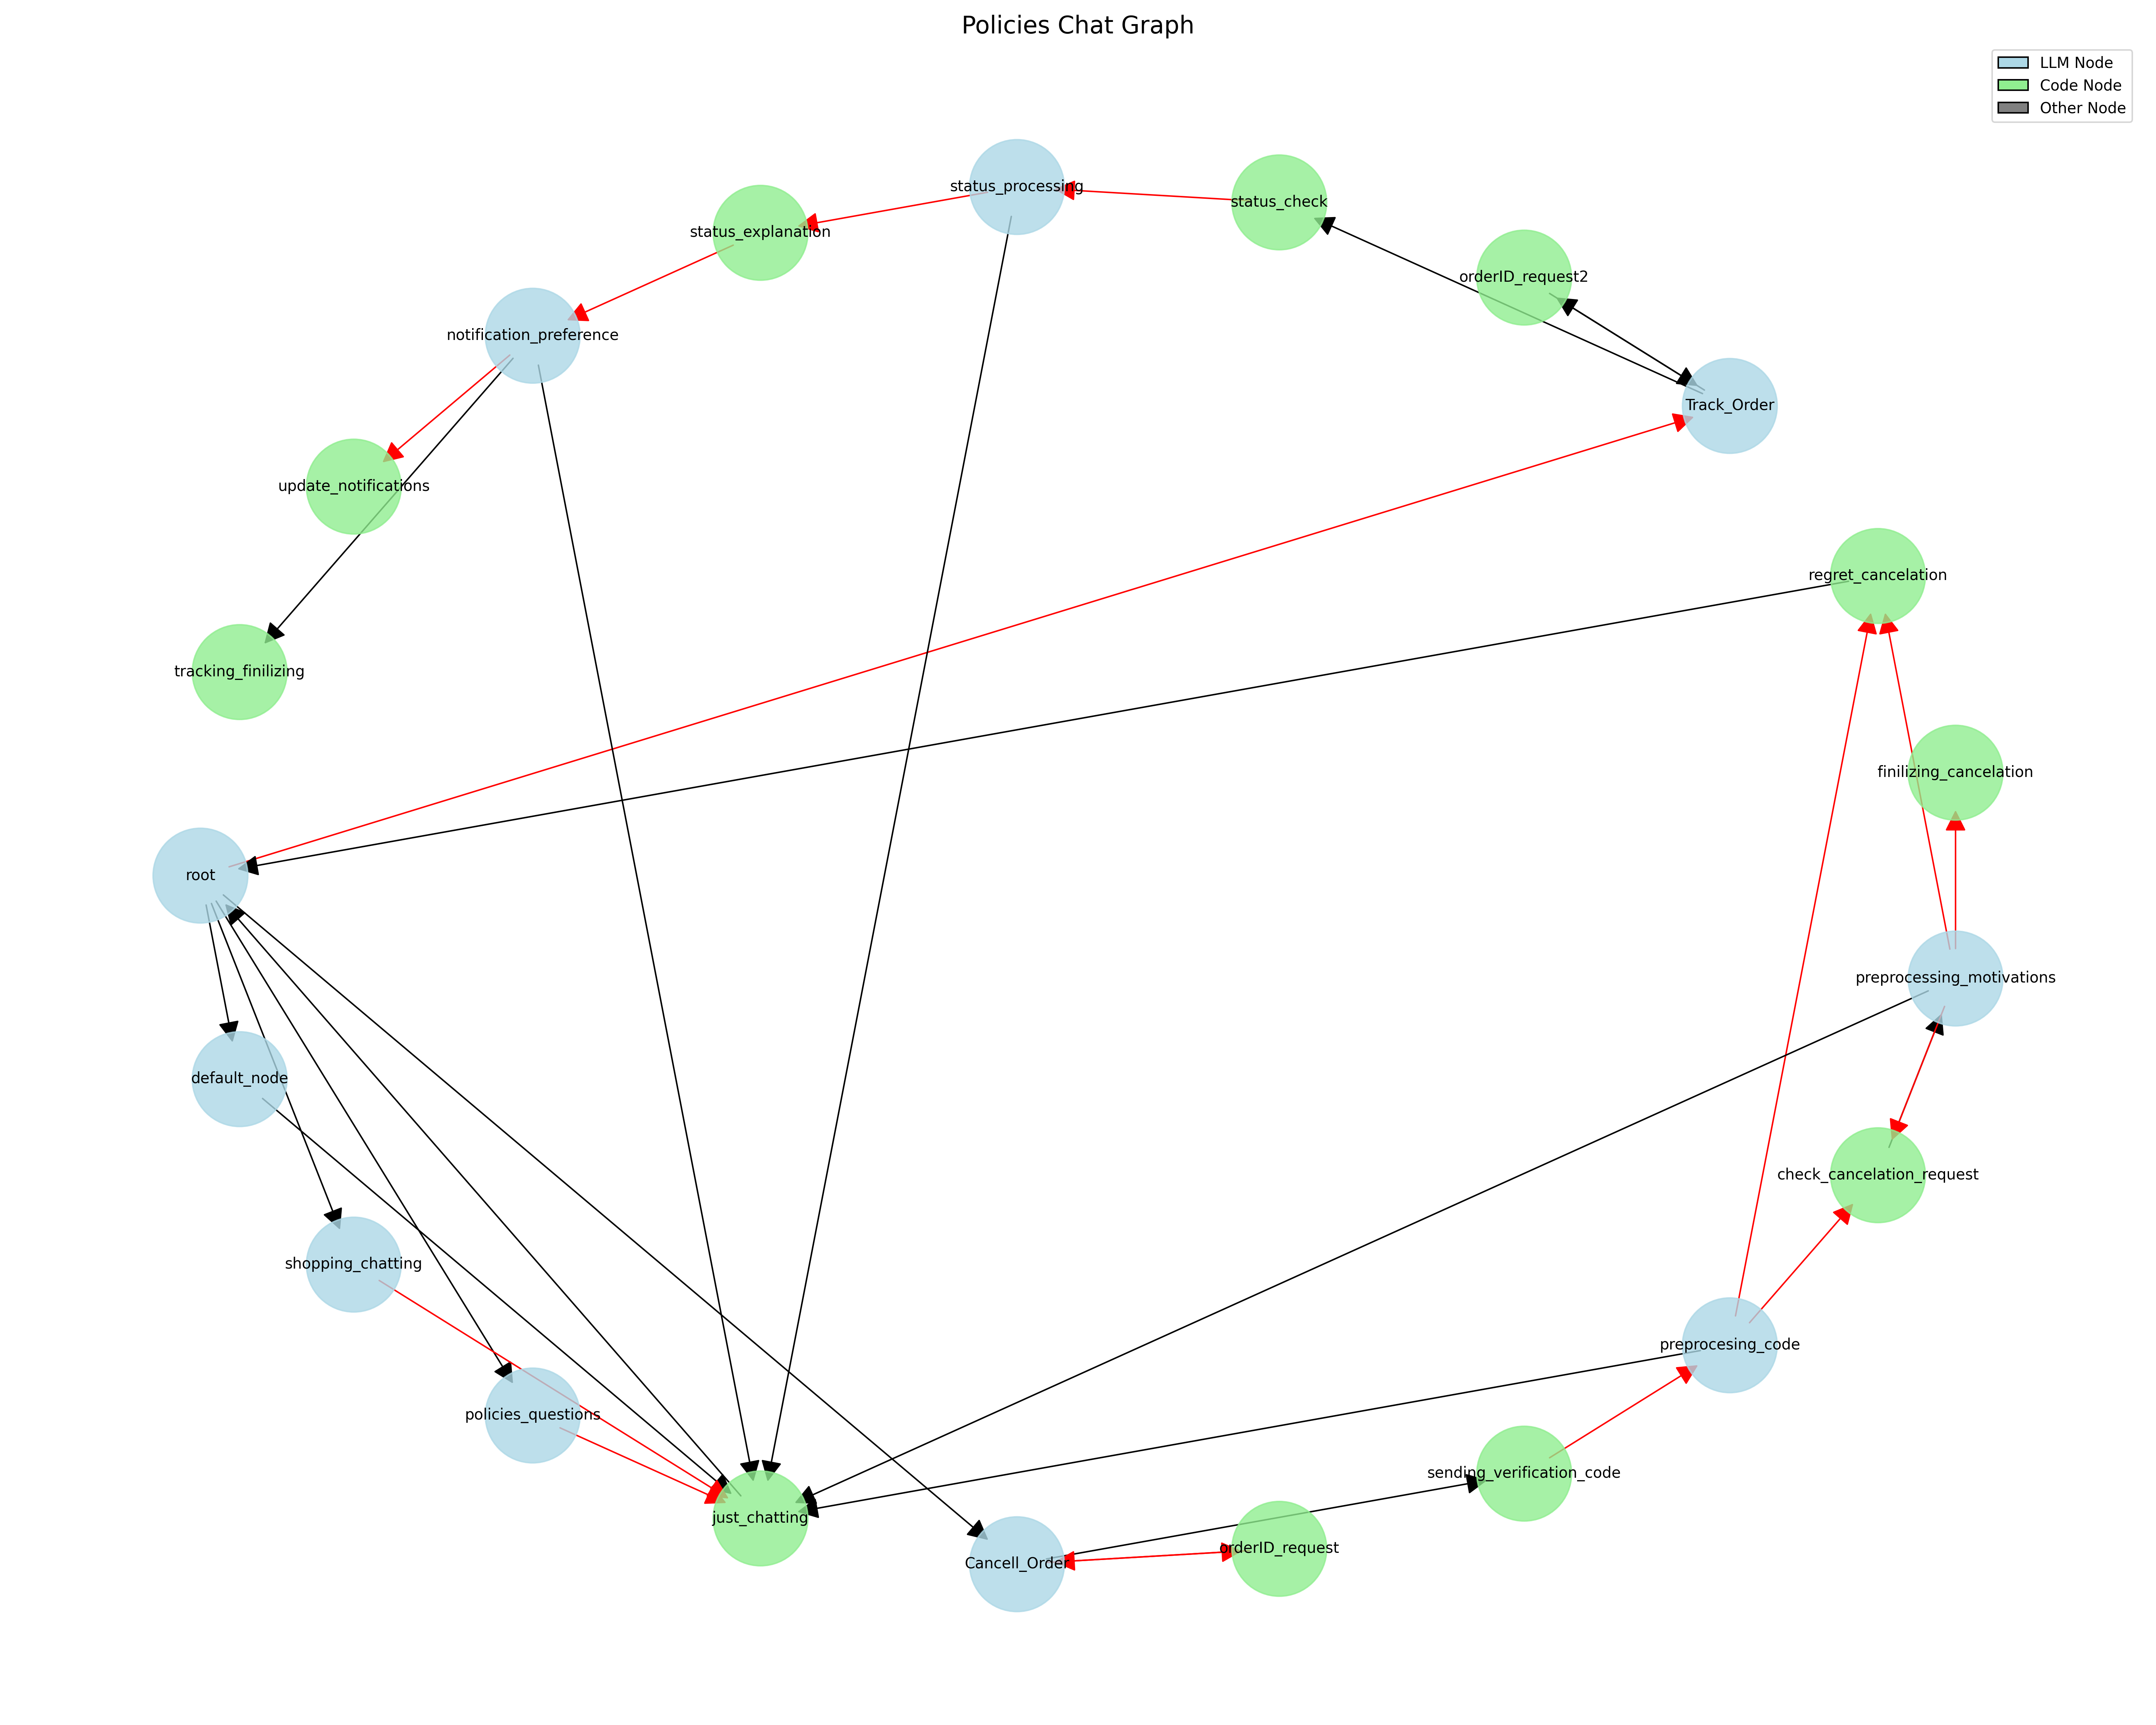 Policies Chat Graph
LLM Node
Code Node
Other Node
status_processing
status_check
status_explanation
orderID_request2
notification_preference
Track_Order
update_notifications
regret_cancelation
tracking_finilizing
finilizing_cancelation
root
preprocessing_motivations
default_node
check_cancelation_request
shopping_chatting
preprocesing_code
policies_questions
sending_verification_code
just_chatting
orderID_request
Cancell_Order